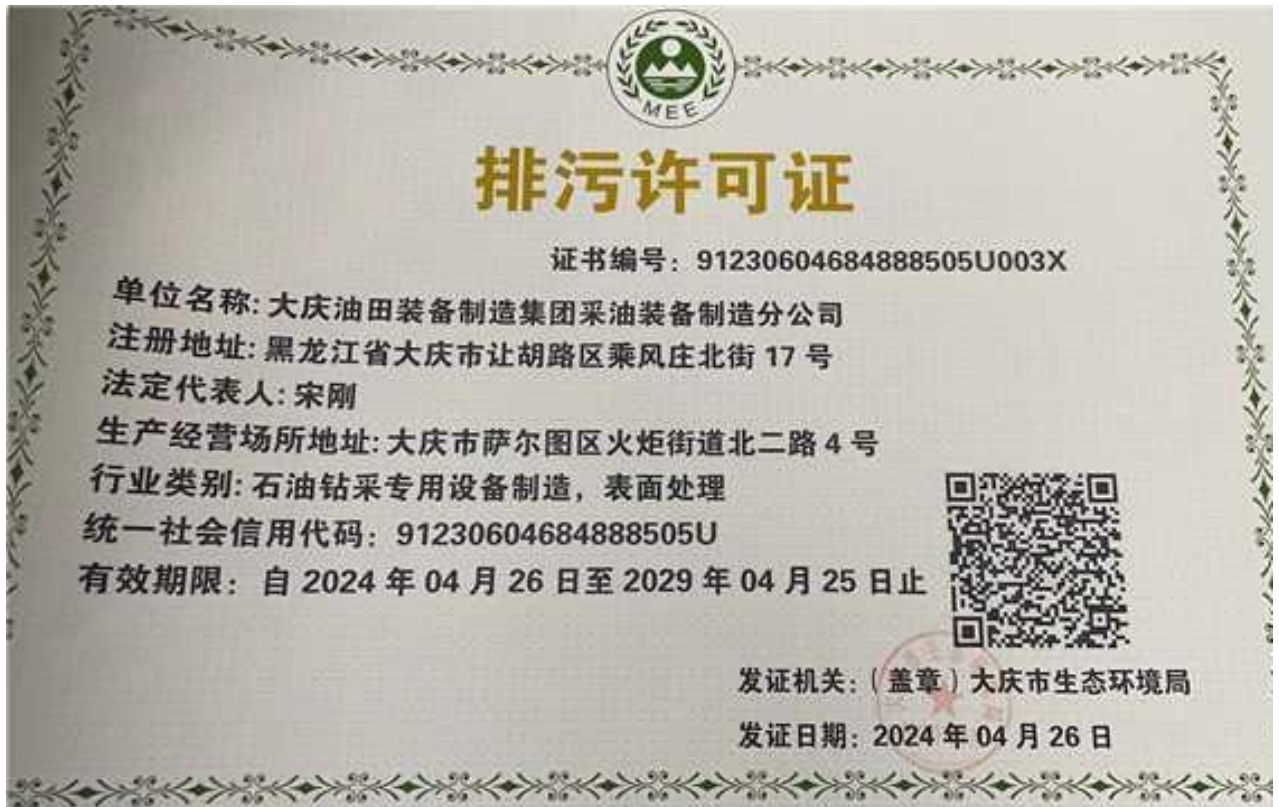 MEE
排污许可证
证书编号：91230604684888505U003X
单位名称：大庆油田装备制造集团采油装备制造分公司
注册地址：黑龙江省大庆市让胡路区乘风庄北街 17 号
法定代表人：宋刚
生产经营场所地址：大庆市萨尔图区火炬街道北二路 4 号
行业类别：石油钻采专用设备制造，表面处理
统一社会信用代码：91230604684888505U
有效期限：自 2024 年 04 月 26 日至 2029 年 04 月 25 日止
发证机关：（盖章）大庆市生态环境局
发证日期：2024 年 04 月 26 日